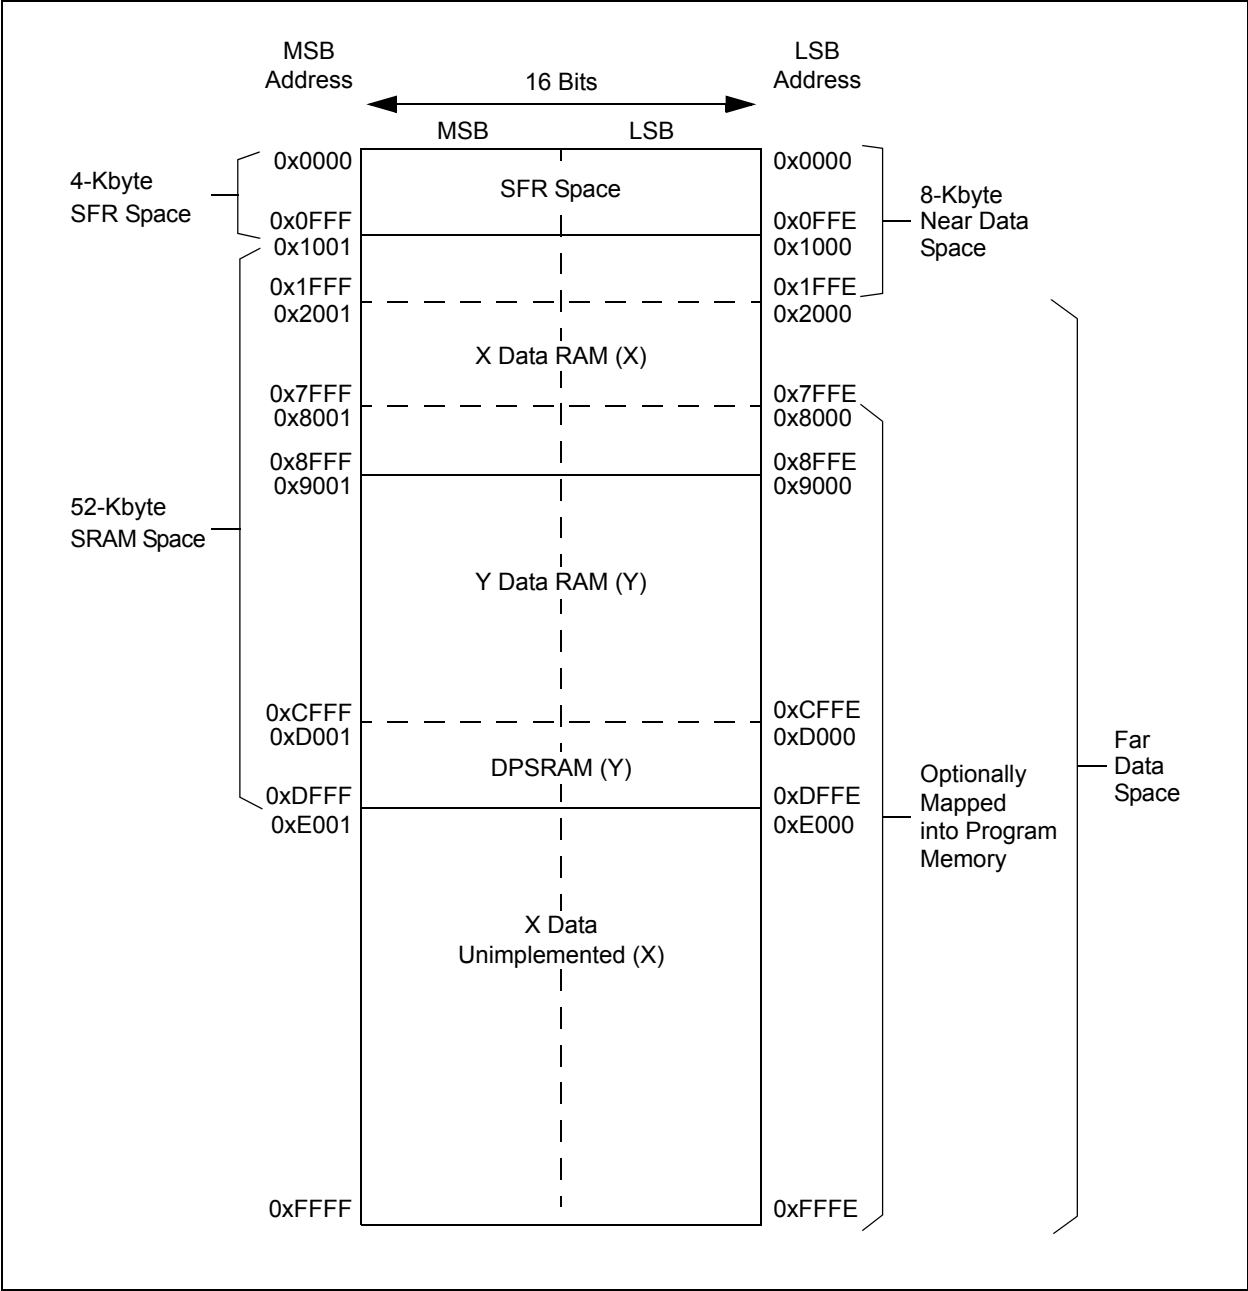 MSB
Address
LSB
Address
16 Bits
MSB
LSB
0x0000
0x0000
4-Kbyte
SFR Space
SFR Space
8-Kbyte
Near Data
Space
0x0FFF
0x0FFE
0x1001
0x1000
0x1FFF
0x1FFE
0x2001
0x2000
X Data RAM (X)
0x7FFF
0x7FFE
0x8001
0x8000
0x8FFF
0x8FFE
0x9001
0x9000
52-Kbyte
SRAM Space
Y Data RAM (Y)
0xCFFF
0xCFFE
0xD001
0xD000
DPSRAM (Y)
Far
Data
Space
Optionally
Mapped
into Program
Memory
0xDFFF
0xDFFE
0xE001
0xE000
X Data
Unimplemented (X)
0xFFFF
0xFFFE